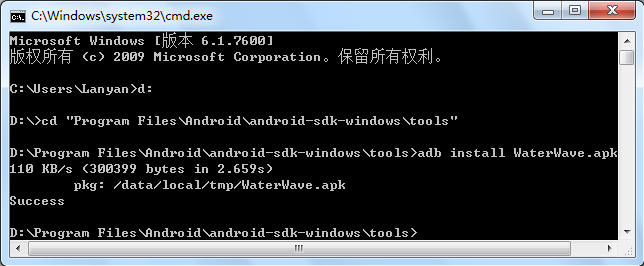 C:\Windows\system32\cmd.exe
Microsoft Windows [版本 6.1.7600]
版权所有 (c) 2009 Microsoft Corporation。保留所有权利。
C:\Users\Lanyan>d:
D:\>cd "Program Files\Android\android-sdk-windows\tools"
D:\Program Files\Android\android-sdk-windows\tools>adb install WaterWave.apk
110 KB/s (300399 bytes in 2.659s)
pkg: /data/local/tmp/WaterWave.apk
Success
D:\Program Files\Android\android-sdk-windows\tools>